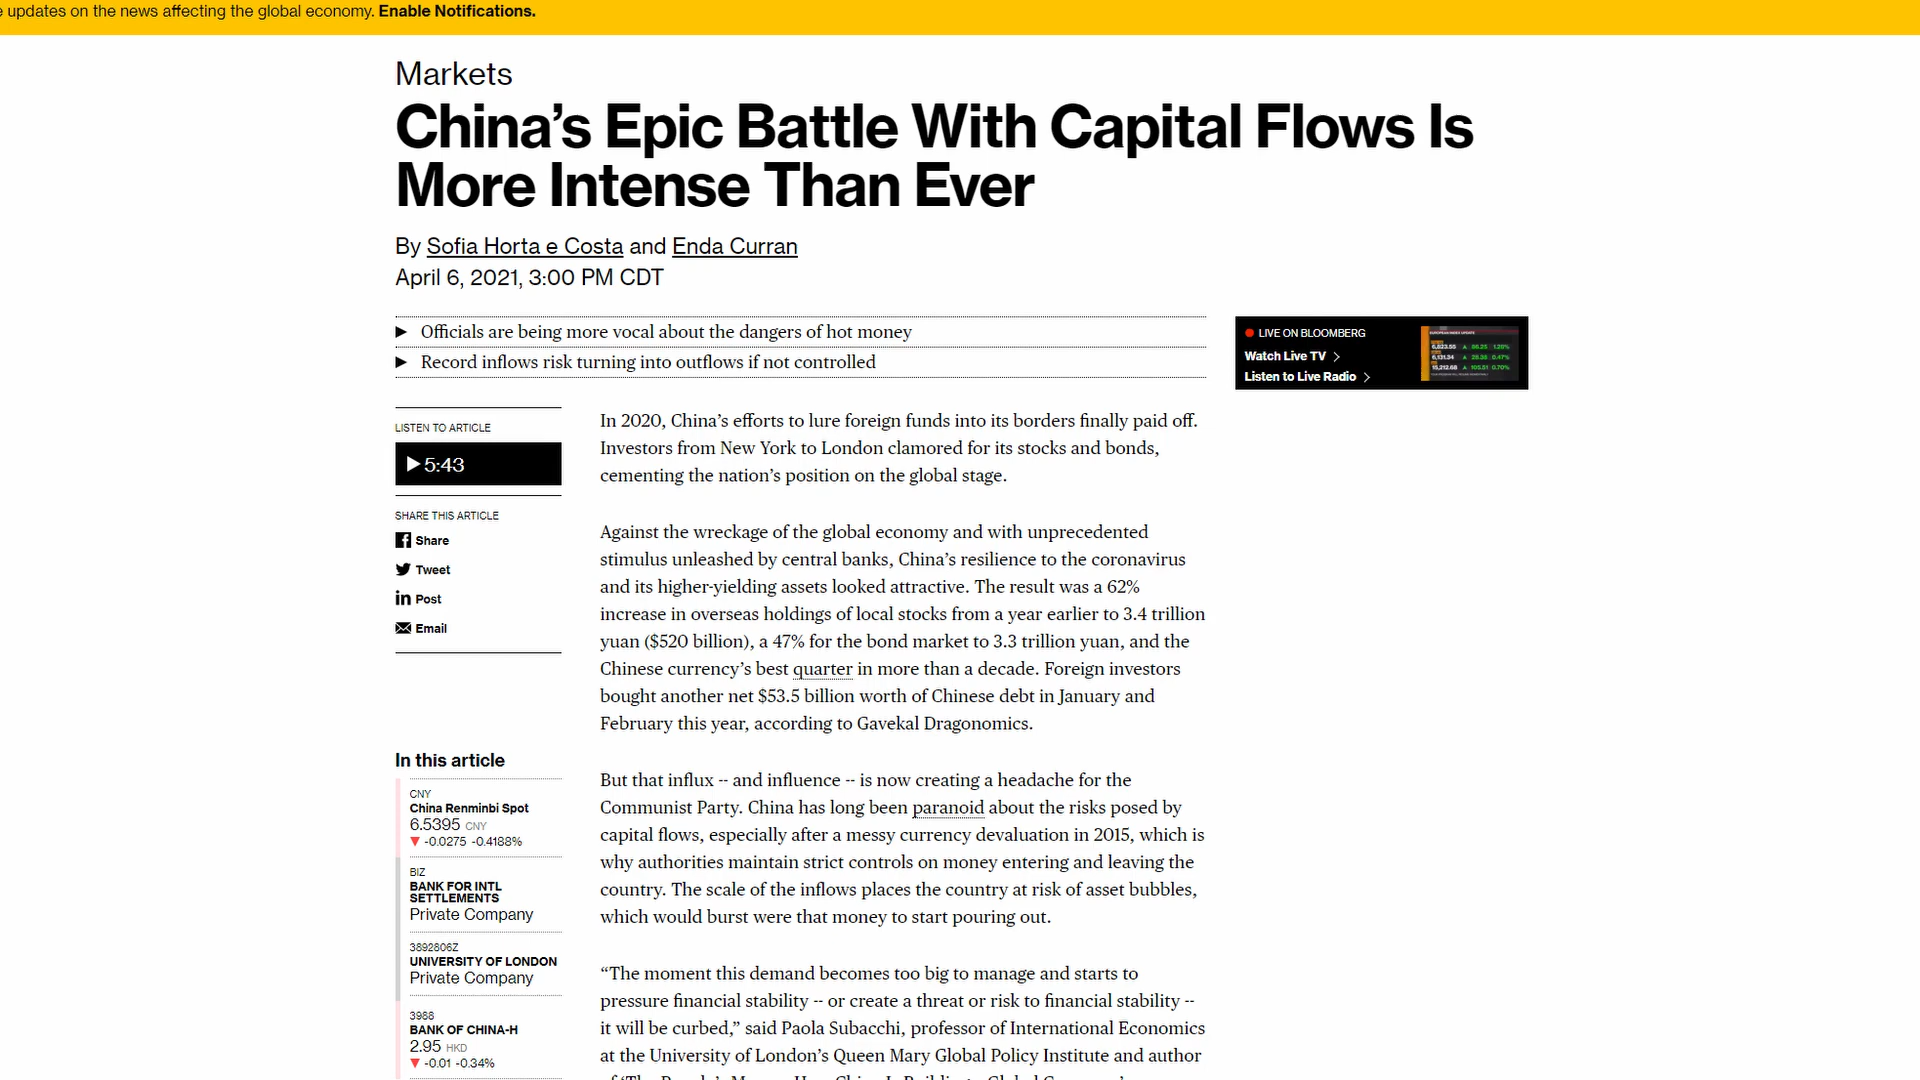 updates on the news affecting the global economy. Enable Notifications.
Markets
China’s Epic Battle With Capital Flows Is
More Intense Than Ever
By Sofia Horta e Costa and Enda Curran
April 6, 2021, 3:00 PM CDT
► Officials are being more vocal about the dangers of hot money
► Record inflows risk turning into outflows if not controlled
LIVE ON BLOOMBERG
Watch Live TV
Listen to Live Radio
LISTEN TO ARTICLE
5:43
SHARE THIS ARTICLE
Share
Tweet
Post
Email
In 2020, China’s efforts to lure foreign funds into its borders finally paid off.
Investors from New York to London clamored for its stocks and bonds,
cementing the nation’s position on the global stage.
Against the wreckage of the global economy and with unprecedented
stimulus unleashed by central banks, China’s resilience to the coronavirus
and its higher-yielding assets looked attractive. The result was a 62%
increase in overseas holdings of local stocks from a year earlier to 3.4 trillion
yuan ($520 billion), a 47% for the bond market to 3.3 trillion yuan, and the
Chinese currency’s best quarter in more than a decade. Foreign investors
bought another net $53.5 billion worth of Chinese debt in January and
February this year, according to Gavekal Dragonomics.
In this article
CNY
China Renminbi Spot
6.5395 CNY
▼ -0.0275 -0.4188%
BIZ
BANK FOR INTL
SETTLEMENTS
Private Company
3892806Z
UNIVERSITY OF LONDON
Private Company
3988
BANK OF CHINA-H
2.95 HKD
▼ -0.01 -0.34%
But that influx -- and influence -- is now creating a headache for the
Communist Party. China has long been paranoid about the risks posed by
capital flows, especially after a messy currency devaluation in 2015, which is
why authorities maintain strict controls on money entering and leaving the
country. The scale of the inflows places the country at risk of asset bubbles,
which would burst were that money to start pouring out.
“The moment this demand becomes too big to manage and starts to
pressure financial stability -- or create a threat or risk to financial stability --
it will be curbed,” said Paola Subacchi, professor of International Economics
at the University of London’s Queen Mary Global Policy Institute and author